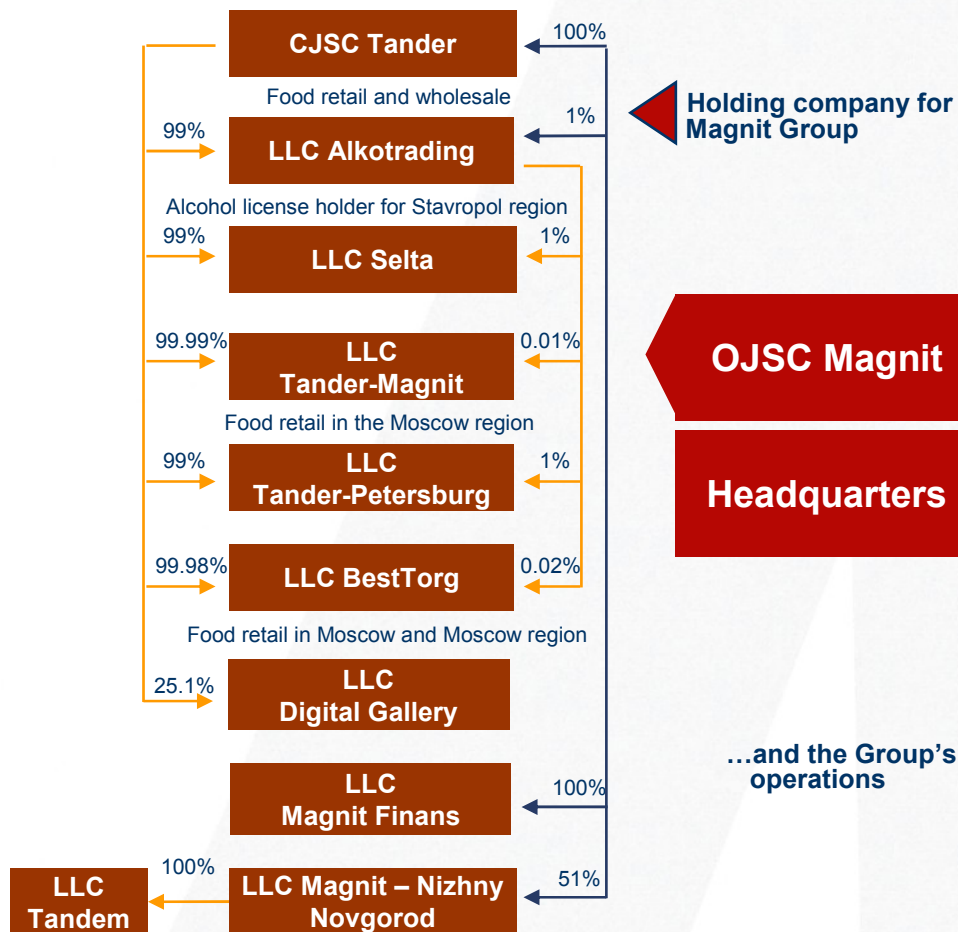 CJSC Tander
100%
Food retail and wholesale
Holding company for
Magnit Group
99%
1%
LLC Alkotrading
Alcohol license holder for Stavropol region
99%
1%
LLC Selta
99.99%
0.01%
LLC
Tander-Magnit
OJSC Magnit
Food retail in the Moscow region
99%
1%
LLC
Tander-Petersburg
Headquarters
99.98%
0.02%
LLC BestTorg
Food retail in Moscow and Moscow region
25.1%
LLC
Digital Gallery
…and the Group’s
operations
LLC
Magnit Finans
100%
100%
51%
LLC
Tandem
LLC Magnit – Nizhny
Novgorod